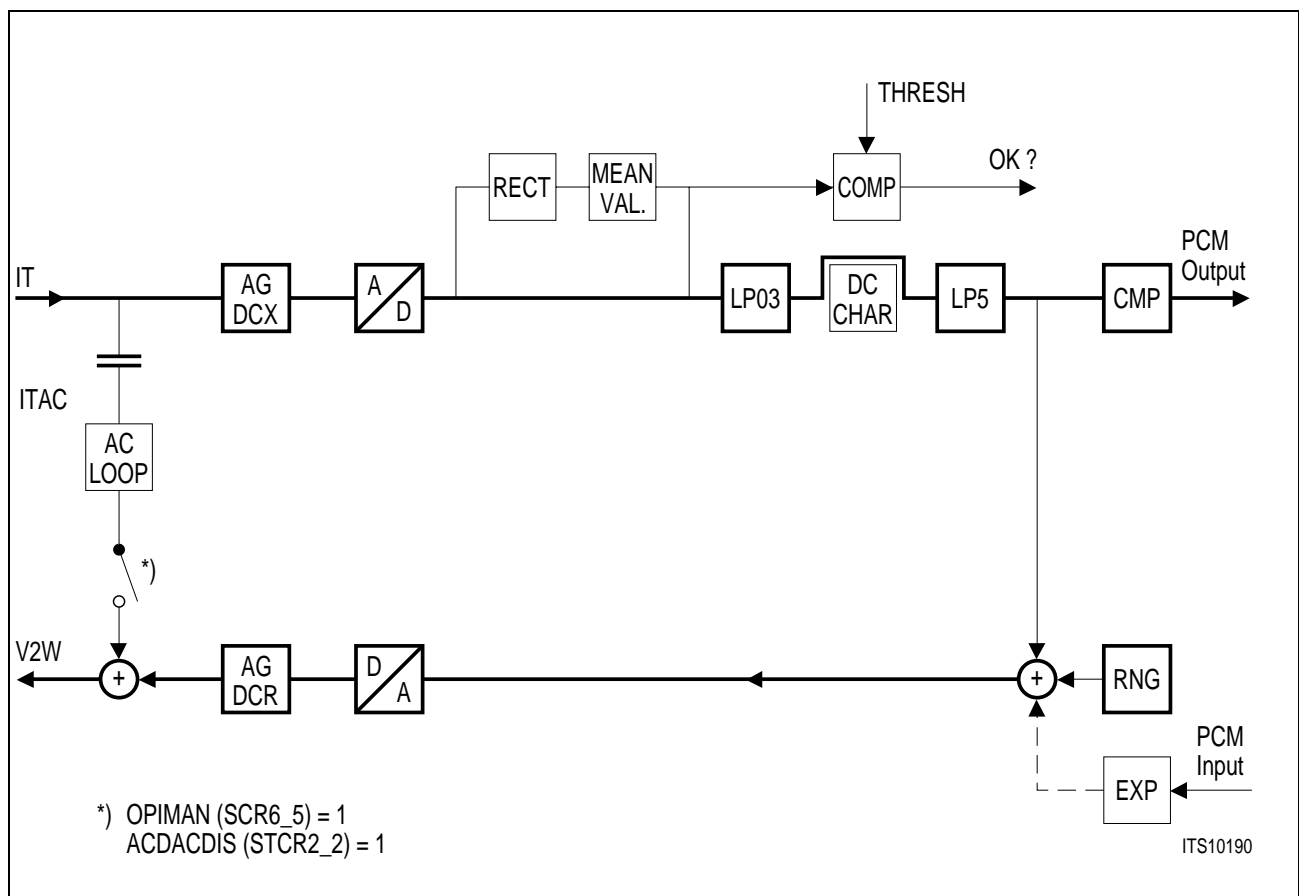 THRESH
OK ?
RECT
MEAN
VAL.
COMP
PCM
Output
IT
AG
DCX
A
D
LP03
DC
CHAR
LP5
CMP
ITAC
AC
LOOP
*)
V2W
+
AG
DCR
D
A
+
RNG
PCM
Input
EXP
*) OPIMAN (SCR6_5) = 1
ACDACDIS (STCR2_2) = 1
ITS10190